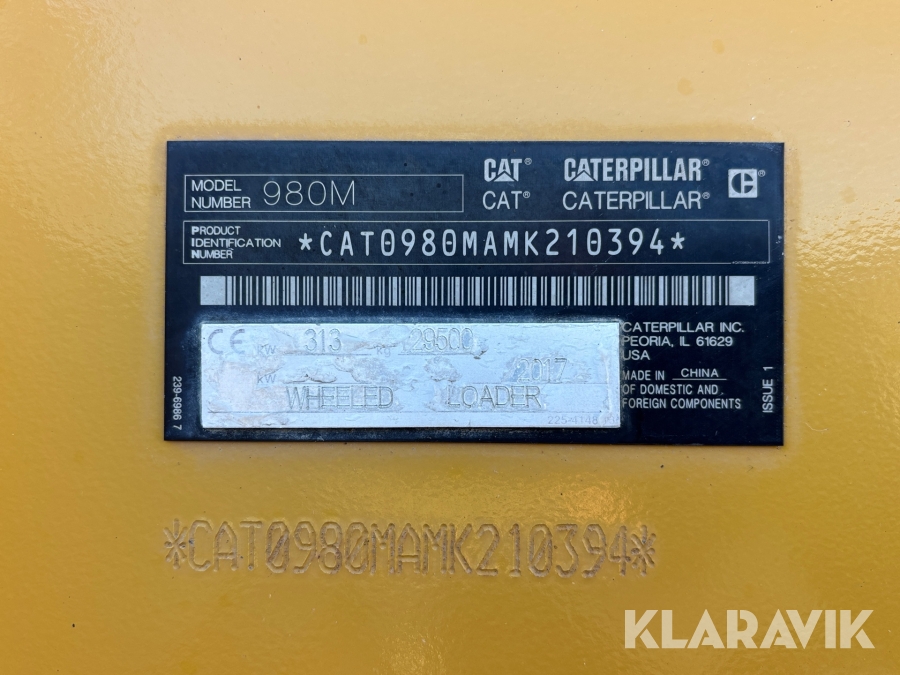 MODEL NUMBER 980M
CAT® CATERPILLAR®
CAT® CATERPILLAR®
PRODUCT IDENTIFICATION NUMBER *CAT0980MAMK210394*
CE kW 313 kg 29500
kW 2017
WHEELED LOADER
225-4148
CATERPILLAR INC.
PEORIA, IL 61629
USA
MADE IN CHINA
OF DOMESTIC AND
FOREIGN COMPONENTS
ISSUE 1
239-6986 7
*CAT0980MAMK210394*
KLARAVIK